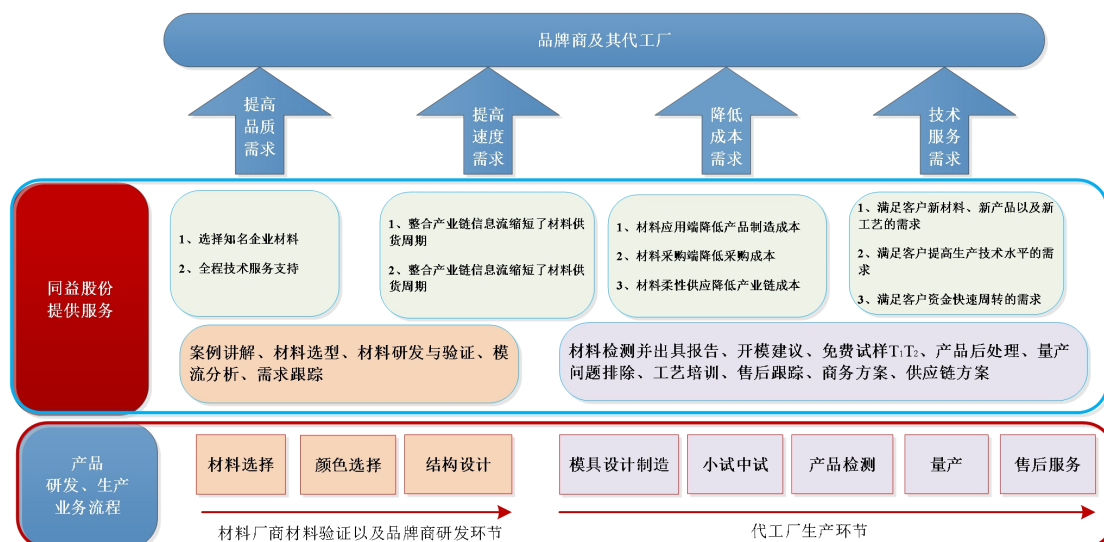 品牌商及其代工厂
提高
品质
需求
提高
速度
需求
降低
成本
需求
技术
服务
需求
同益股份
提供服务
1、选择知名企业材料
2、全程技术服务支持
1、整合产业链信息流缩短了材料供
货周期
2、整合产业链信息流缩短了材料供
货周期
1、材料应用端降低产品制造成本
2、材料采购端降低采购成本
3、材料柔性供应降低产业链成本
1、满足客户新材料、新产品以及新
工艺的需求
2、满足客户提高生产技术水平的需
求
3、满足客户资金快速周转的需求
案例讲解、材料选型、材料研发与验证、模
流分析、需求跟踪
材料检测并出具报告、开模建议、免费试样T₁T₂、产品后处理、量产
问题排除、工艺培训、售后跟踪、商务方案、供应链方案
产品
研发、生产
业务流程
材料选择
颜色选择
结构设计
模具设计制造
小试中试
产品检测
量产
售后服务
材料厂商材料验证以及品牌商研发环节
代工厂生产环节